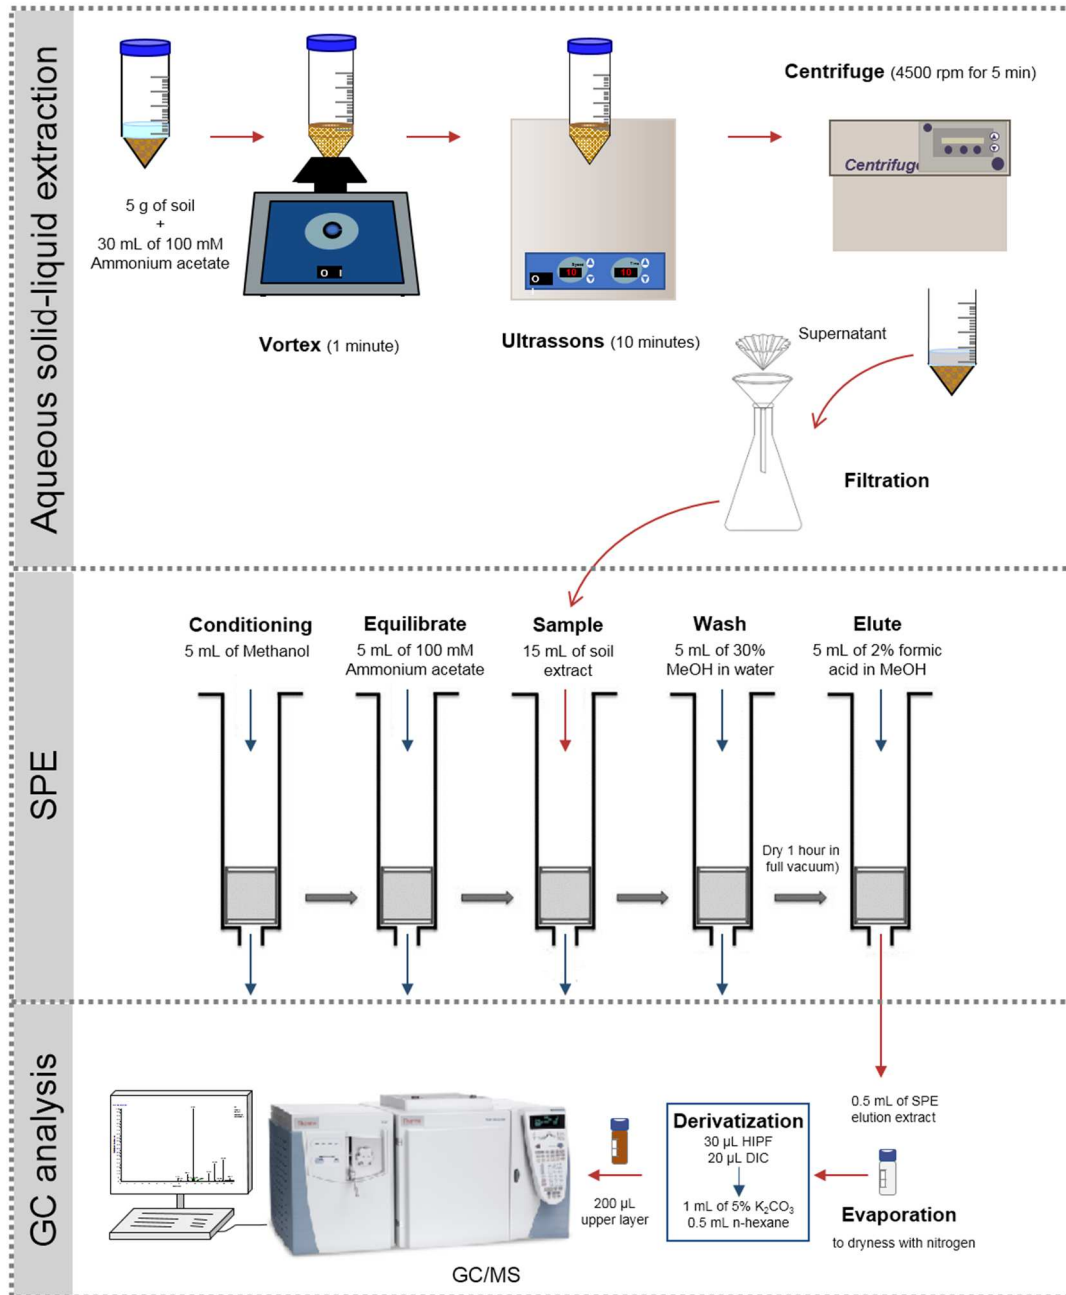 Aqueous solid-liquid extraction
Centrifuge (4500 rpm for 5 min)
Centrifuge
5 g of soil
+
30 mL of 100 mM
Ammonium acetate
O I
O
10
10
Vortex (1 minute)
Ultrassons (10 minutes)
Supernatant
Filtration
SPE
Conditioning
5 mL of Methanol
Equilibrate
5 mL of 100 mM
Ammonium acetate
Sample
15 mL of soil
extract
Wash
5 mL of 30%
MeOH in water
Elute
5 mL of 2% formic
acid in MeOH
Dry 1 hour in
full vacuum)
GC analysis
0.5 mL of SPE
elution extract
Derivatization
30 µL HIPF
20 µL DIC
1 mL of 5% K₂CO₃
0.5 mL n-hexane
200 µL
upper layer
Evaporation
to dryness with nitrogen
GC/MS